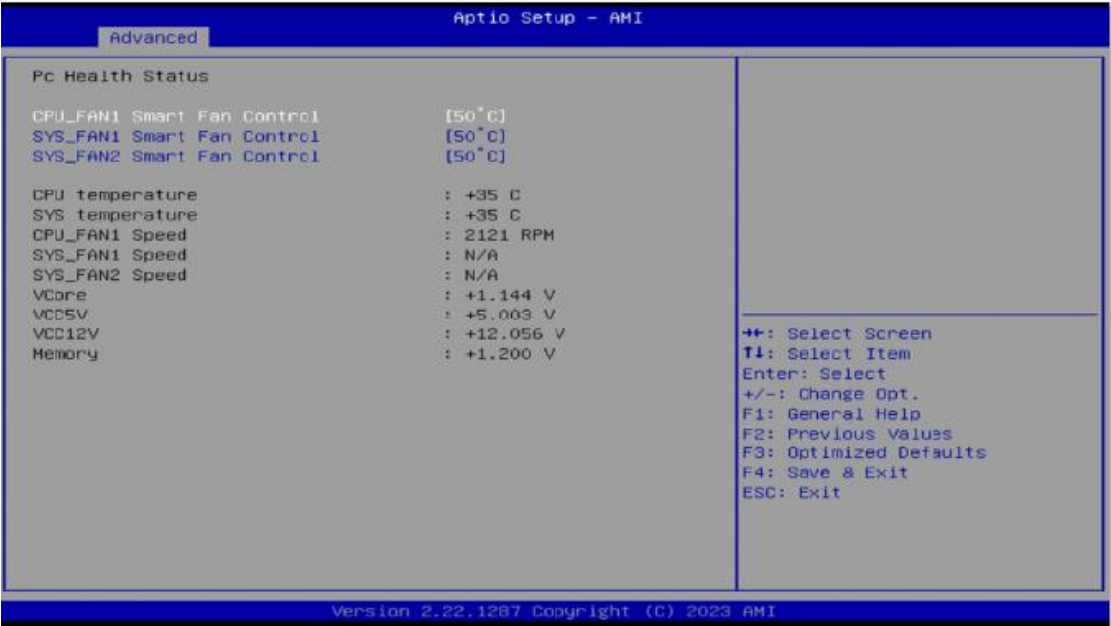 Aptio Setup - AMI
Advanced
Pc Health Status
CPU_FAN1 Smart Fan Control [50°C]
SYS_FAN1 Smart Fan Control [50°C]
SYS_FAN2 Smart Fan Control [50°C]
CPU temperature : +35 C
SYS temperature : +35 C
CPU_FAN1 Speed : 2121 RPM
SYS_FAN1 Speed : N/A
SYS_FAN2 Speed : N/A
VCore : +1.144 V
VCC5V : +5.003 V
VCC12V : +12.056 V
Memory : +1.200 V
→←: Select Screen
↑↓: Select Item
Enter: Select
+/-: Change Opt.
F1: General Help
F2: Previous Values
F3: Optimized Defaults
F4: Save & Exit
ESC: Exit
Version 2.22.1287 Copyright (C) 2023 AMI